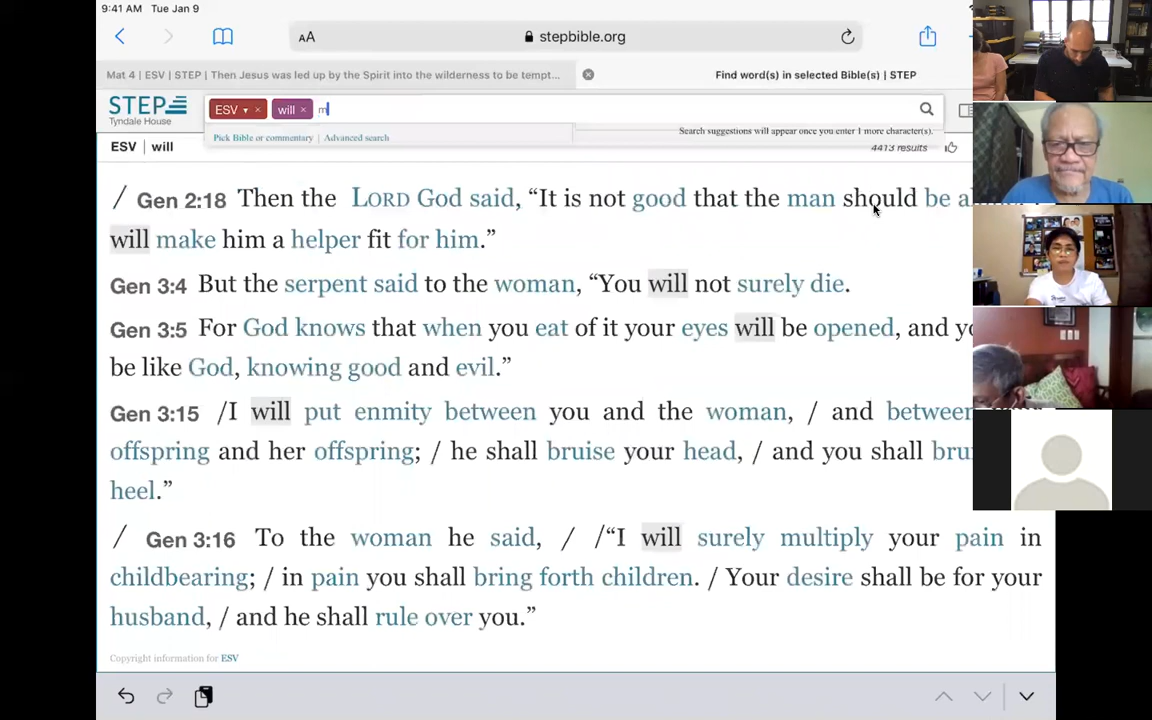 9:41 AM Tue Jan 9
AA stepbible.org
Mat 4 | ESV | STEP | Then Jesus was led up by the Spirit into the wilderness to be tempt... Find word(s) in selected Bible(s) | STEP
STEP
Tyndale House
ESV will m
Pick Bible or commentary | Advanced search Search suggestions will appear once you enter 1 more character(s).
ESV | will 4413 results
/ Gen 2:18 Then the LORD God said, “It is not good that the man should be a
will make him a helper fit for him.”
Gen 3:4 But the serpent said to the woman, “You will not surely die.
Gen 3:5 For God knows that when you eat of it your eyes will be opened, and
be like God, knowing good and evil.”
Gen 3:15 /I will put enmity between you and the woman, / and between
offspring and her offspring; / he shall bruise your head, / and you shall bru
heel.”
/ Gen 3:16 To the woman he said, / /“I will surely multiply your pain in
childbearing; / in pain you shall bring forth children. / Your desire shall be for your
husband, / and he shall rule over you.”
Copyright information for ESV